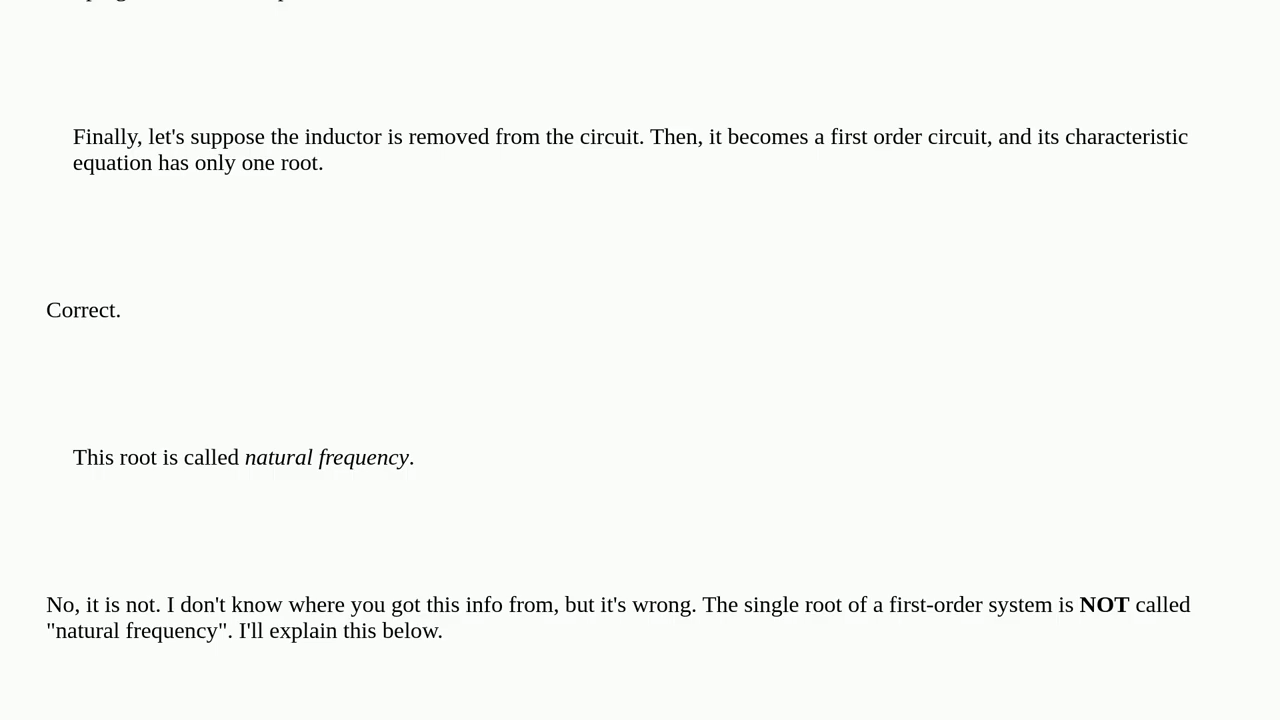 Finally, let's suppose the inductor is removed from the circuit. Then, it becomes a first order circuit, and its characteristic
equation has only one root.
Correct.
This root is called natural frequency.
No, it is not. I don't know where you got this info from, but it's wrong. The single root of a first-order system is NOT called
"natural frequency". I'll explain this below.